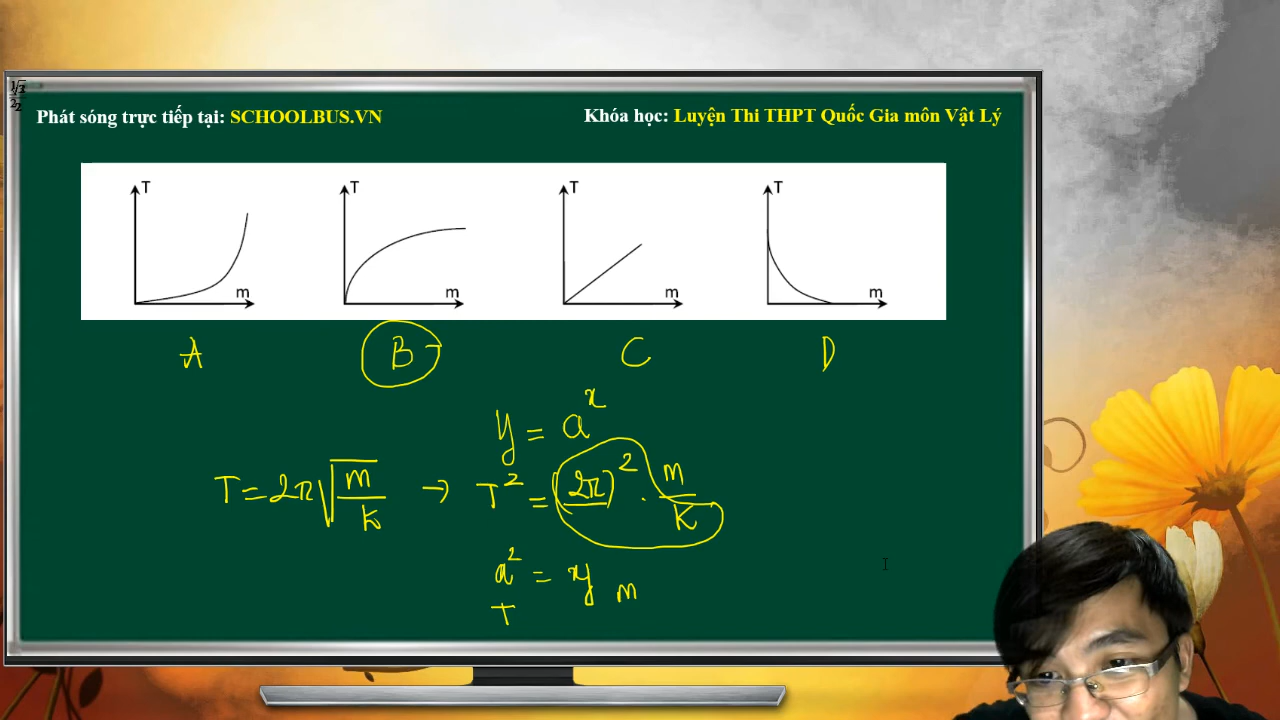 Phát sóng trực tiếp tại: SCHOOLBUS.VN
Khóa học: Luyện Thi THPT Quốc Gia môn Vật Lý
T T T T
m m m m
A B C D
y = a^x
T = 2π√(m/k) → T² = (2π)² · m/K
a² = y m
T